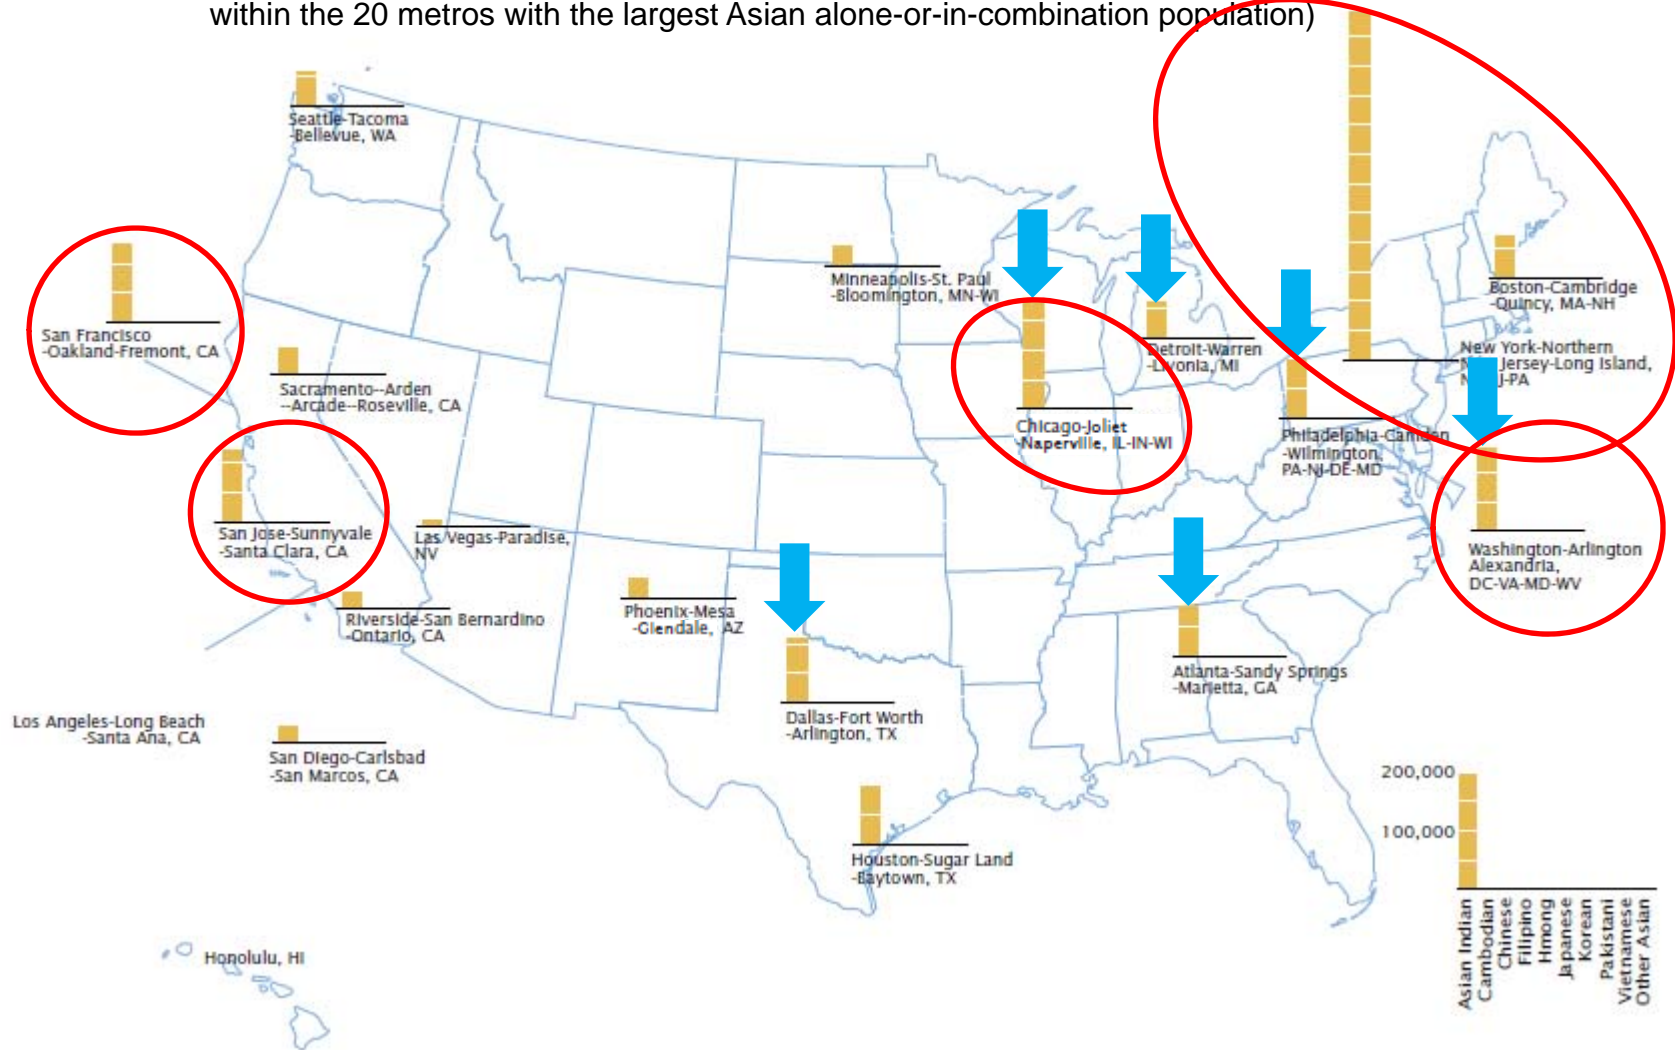 within the 20 metros with the largest Asian alone-or-in-combination population)
Seattle-Tacoma
-Bellevue, WA
San Francisco
-Oakland-Fremont, CA
Sacramento--Arden
--Arcade--Roseville, CA
San Jose-Sunnyvale
-Santa Clara, CA
Las Vegas-Paradise,
NV
Riverside-San Bernardino
-Ontario, CA
Los Angeles-Long Beach
-Santa Ana, CA
San Diego-Carlsbad
-San Marcos, CA
Phoenix-Mesa
-Glendale, AZ
Minneapolis-St. Paul
-Bloomington, MN-WI
Chicago-Joliet
-Naperville, IL-IN-WI
Detroit-Warren
-Livonia, MI
Boston-Cambridge
-Quincy, MA-NH
New York-Northern
Jersey-Long Island,
J-PA
Philadelphia-Camden
-Wilmington,
PA-NJ-DE-MD
Washington-Arlington
Alexandria,
DC-VA-MD-WV
Atlanta-Sandy Springs
-Marietta, GA
Dallas-Fort Worth
-Arlington, TX
Houston-Sugar Land
-Baytown, TX
Honolulu, HI
200,000
100,000
Asian Indian
Cambodian
Chinese
Filipino
Hmong
Japanese
Korean
Pakistani
Vietnamese
Other Asian